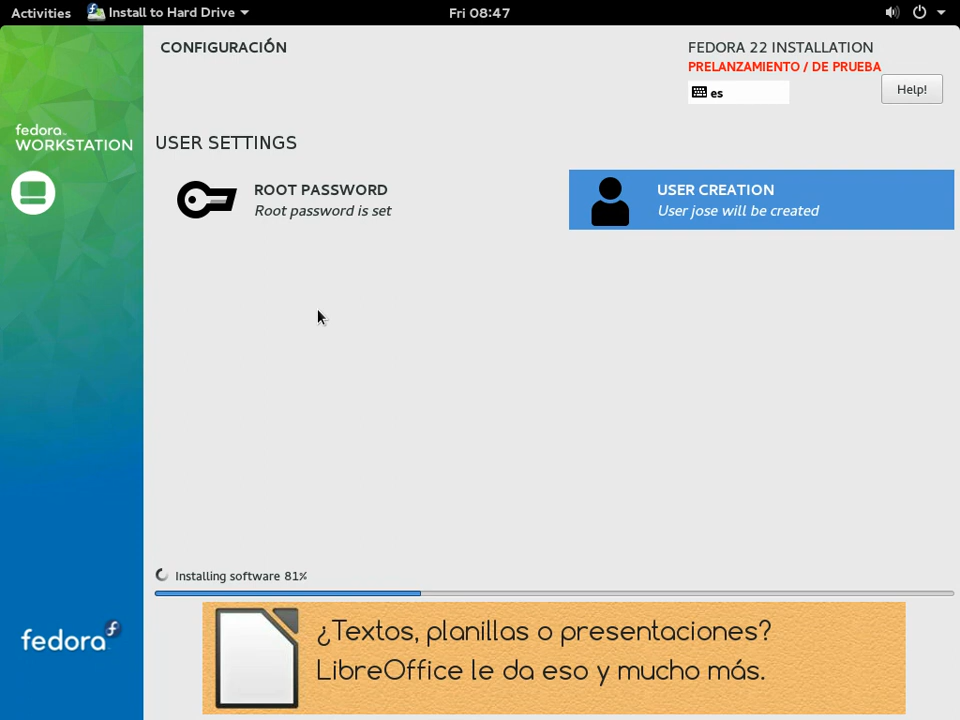 Activities
Install to Hard Drive
Fri 08:47
fedora
WORKSTATION
CONFIGURACIÓN
FEDORA 22 INSTALLATION
PRELANZAMIENTO / DE PRUEBA
es
Help!
USER SETTINGS
ROOT PASSWORD
Root password is set
USER CREATION
User jose will be created
Installing software 81%
fedora
¿Textos, planillas o presentaciones?
LibreOffice le da eso y mucho más.